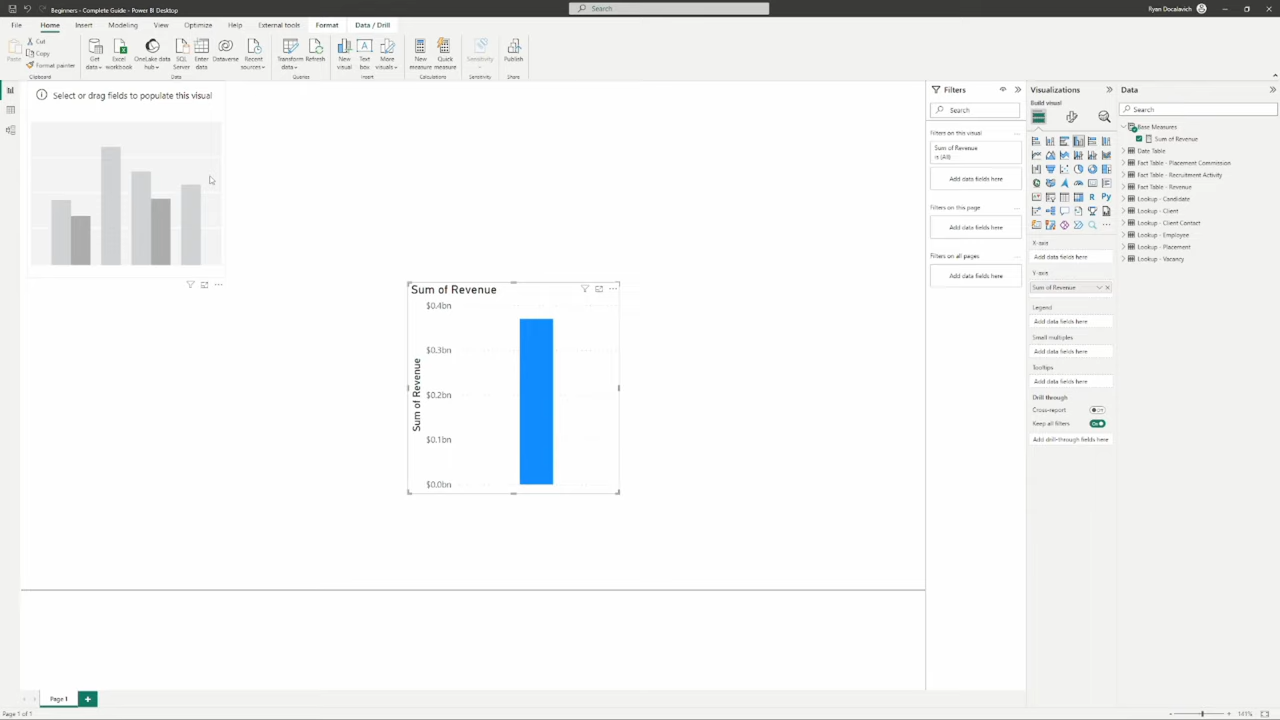 Beginners - Complete Guide - Power BI Desktop
Search
Ryan Docalavich
File Home Insert Modeling View Optimize Help External tools Format Data / Drill
Paste
Cut
Copy
Format painter
Clipboard
Get data
Excel workbook
OneLake data hub
SQL Server
Enter data
Dataverse
Recent sources
Data
Transform data
Refresh
Queries
New visual
Text box
More visuals
Insert
New measure
Quick measure
Calculations
Sensitivity
Sensitivity
Publish
Share
Select or drag fields to populate this visual
Sum of Revenue
$0.4bn
$0.3bn
$0.2bn
$0.1bn
$0.0bn
Sum of Revenue
Filters
Search
Filters on this visual
Sum of Revenue
is (All)
Add data fields here
Filters on this page
Add data fields here
Filters on all pages
Add data fields here
Visualizations
Build visual
R Py
X-axis
Add data fields here
Y-axis
Sum of Revenue
Legend
Add data fields here
Small multiples
Add data fields here
Tooltips
Add data fields here
Drill through
Cross-report
Off
Keep all filters
On
Add drill-through fields here
Data
Search
Base Measures
Sum of Revenue
Date Table
Fact Table - Placement Commission
Fact Table - Recruitment Activity
Fact Table - Revenue
Lookup - Candidate
Lookup - Client
Lookup - Client Contact
Lookup - Employee
Lookup - Placement
Lookup - Vacancy
Page 1
Page 1 of 1
141%